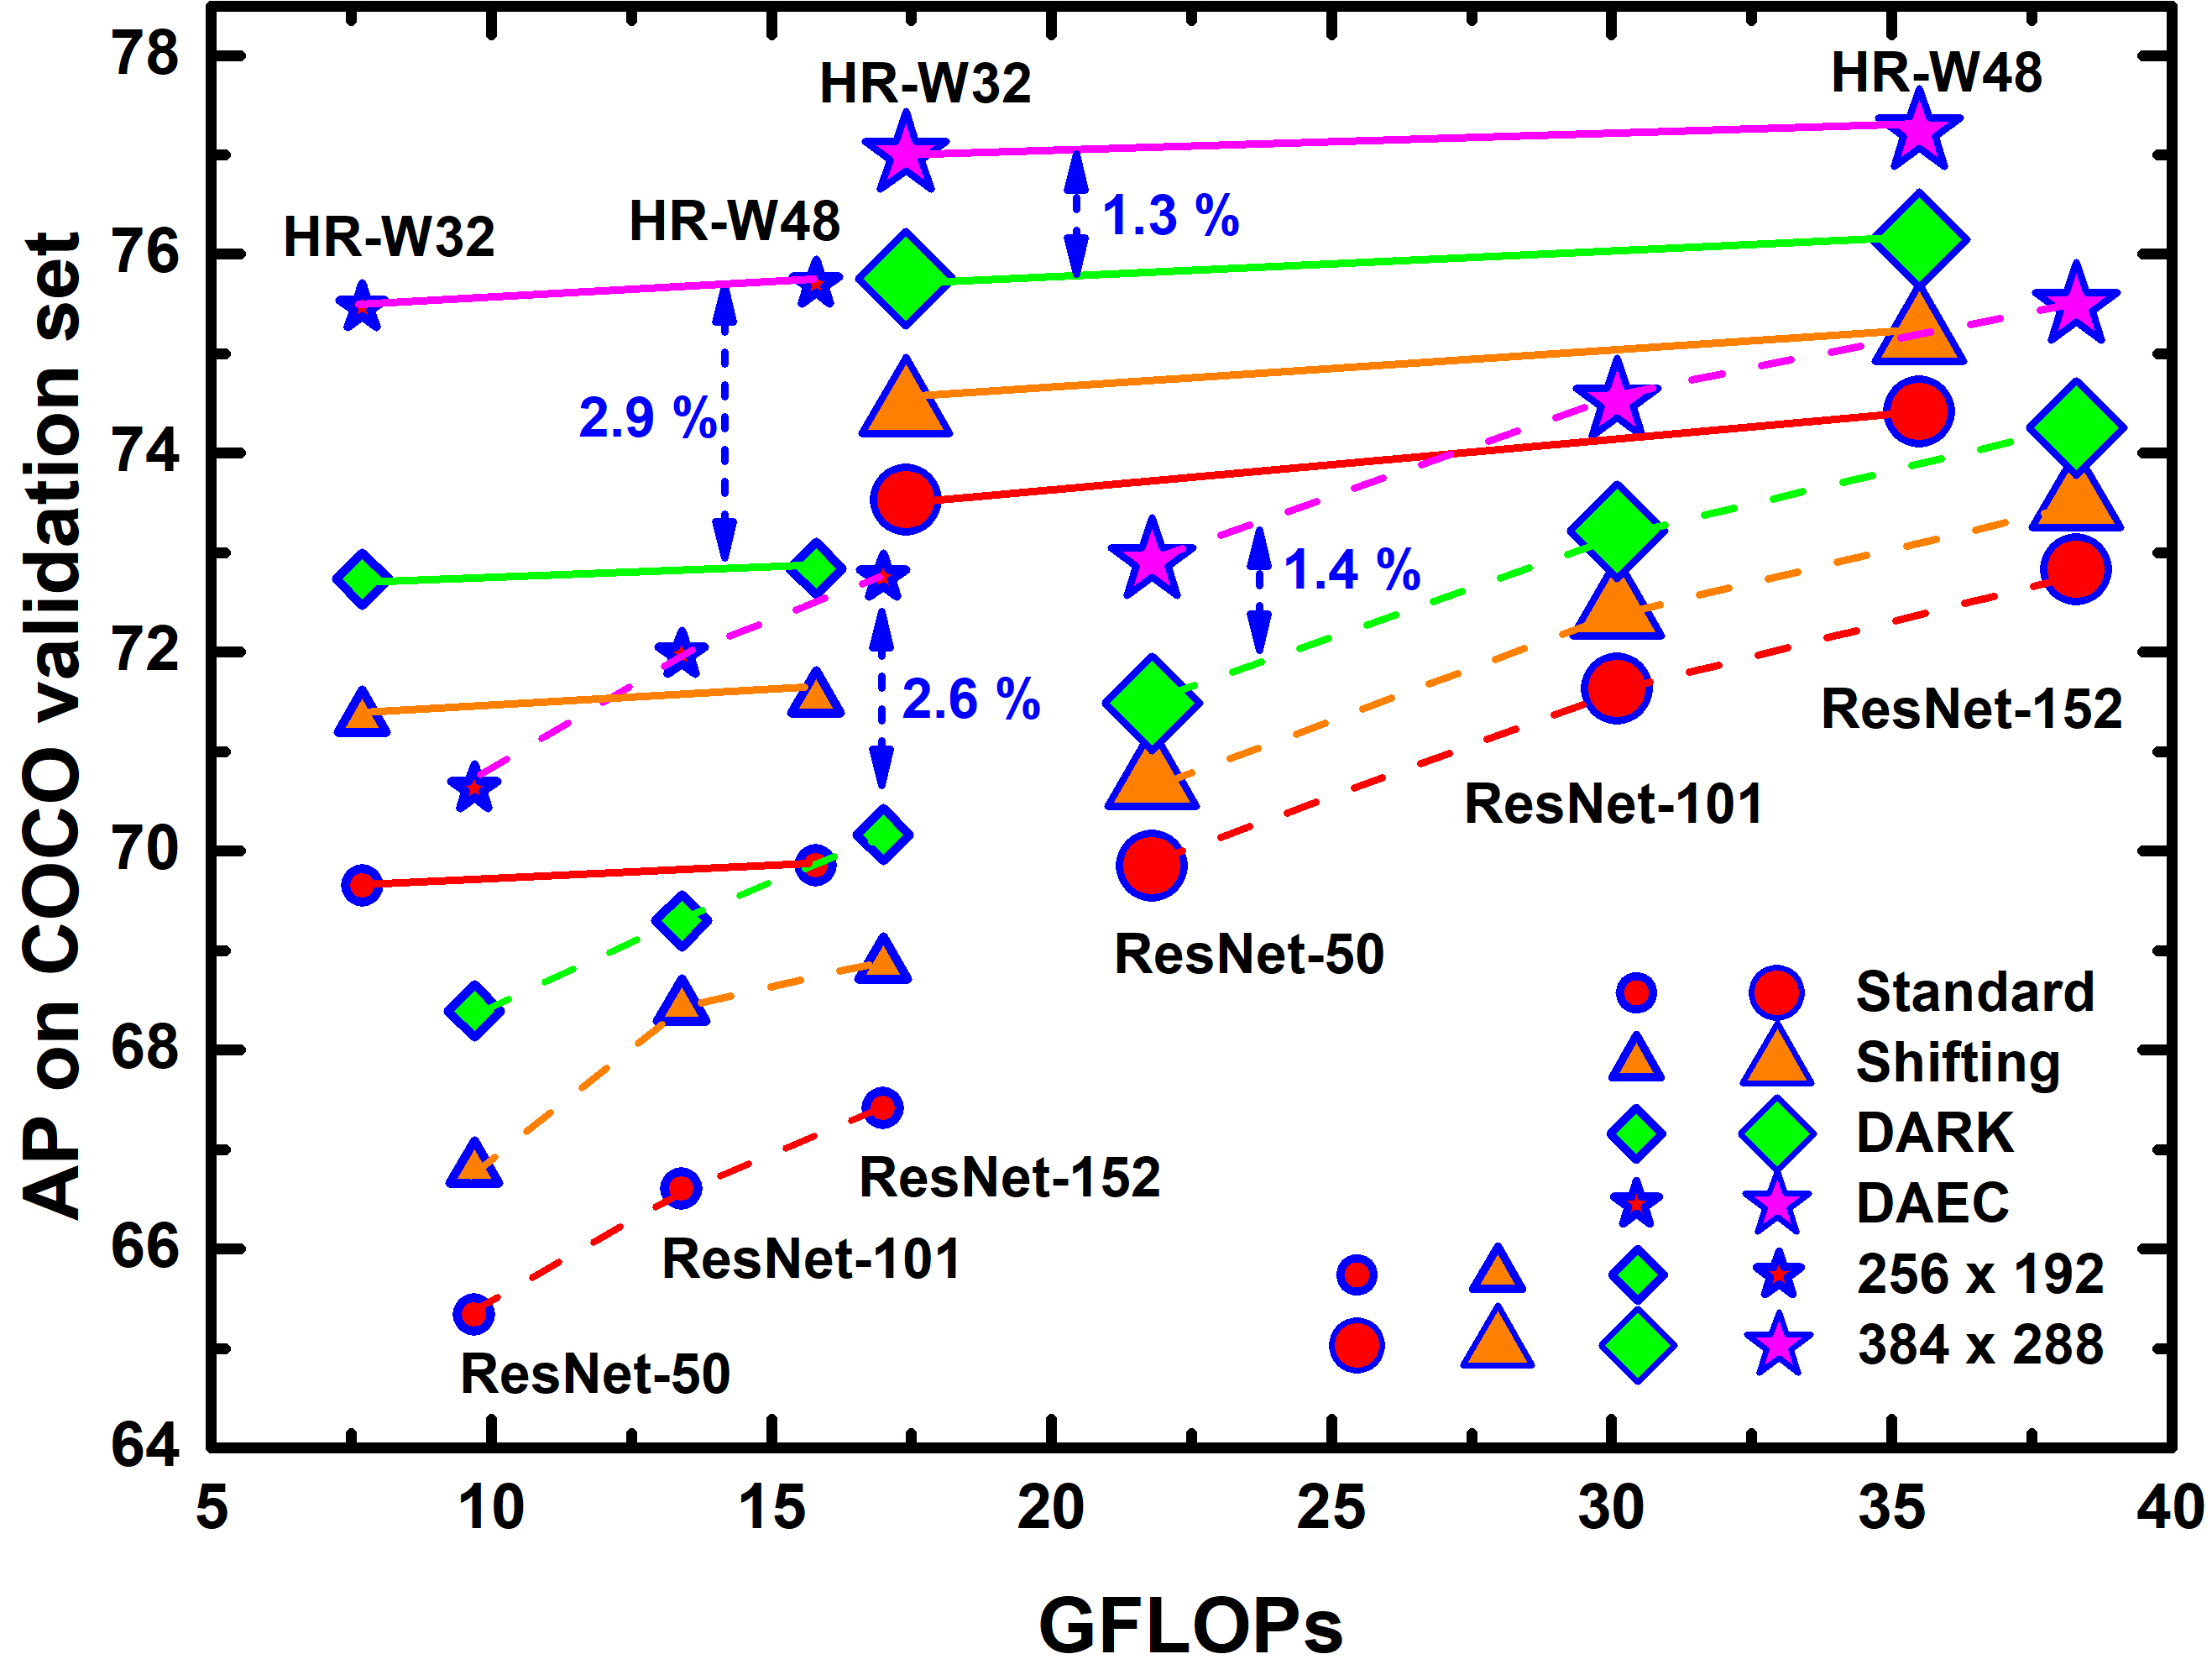 78
76
74
72
70
68
66
64
AP on COCO validation set
HR-W32
HR-W48
HR-W32
HR-W48
1.3 %
2.9 %
1.4 %
2.6 %
ResNet-152
ResNet-101
ResNet-50
ResNet-152
ResNet-101
ResNet-50
Standard
Shifting
DARK
DAEC
256 x 192
384 x 288
5 10 15 20 25 30 35 40
GFLOPs